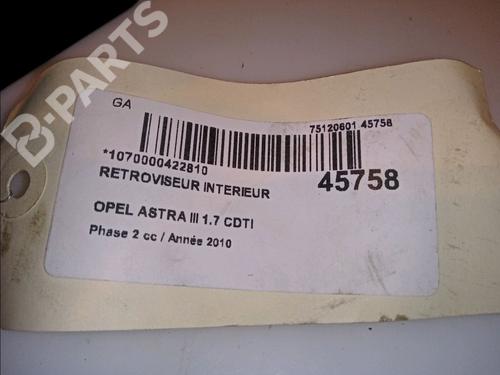 B-PARTS
GA
75120601 45758
*1070000422810
RETROVISEUR INTERIEUR
45758
OPEL ASTRA III 1.7 CDTI
Phase 2 cc / Année 2010